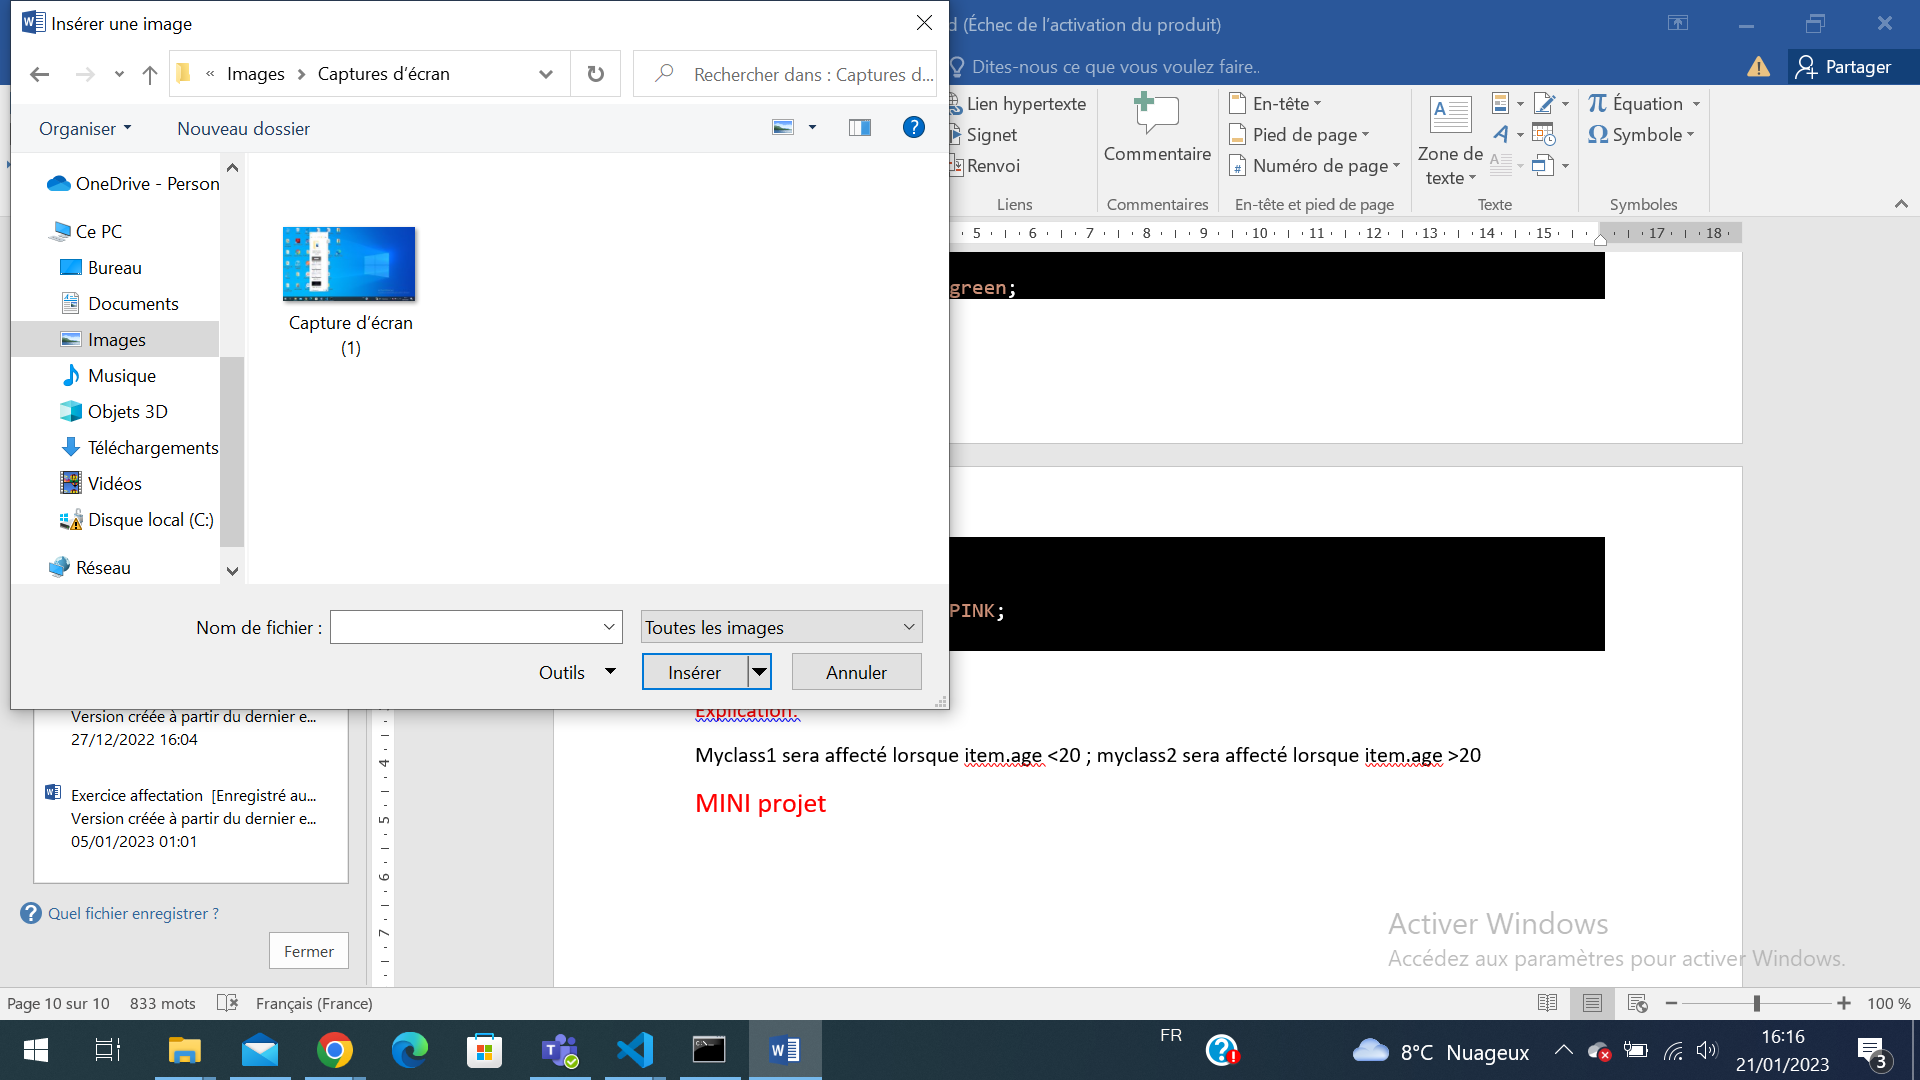 Insérer une image
d (Échec de l'activation du produit)
« Images > Captures d'écran
Rechercher dans : Captures d...
Dites-nous ce que vous voulez faire..
Partager
Organiser
Nouveau dossier
Lien hypertexte
Signet
Renvoi
Liens
Commentaire
Commentaires
En-tête
Pied de page
Numéro de page
En-tête et pied de page
Zone de
texte
Texte
Équation
Symbole
Symboles
5 6 7 8 9 10 11 12 13 14 15 17 18
OneDrive - Person
Ce PC
Bureau
Documents
Images
Musique
Objets 3D
Téléchargements
Vidéos
Disque local (C:)
Réseau
Capture d'écran
(1)
Nom de fichier :
Toutes les images
Outils
Insérer
Annuler
green;
PINK;
Explication:
Myclass1 sera affecté lorsque item.age <20 ; myclass2 sera affecté lorsque item.age >20
MINI projet
Version créée à partir du dernier e...
27/12/2022 16:04
Exercice affectation [Enregistré au...
Version créée à partir du dernier e...
05/01/2023 01:01
Quel fichier enregistrer ?
Fermer
4
5
6
7
Activer Windows
Accédez aux paramètres pour activer Windows.
Page 10 sur 10 833 mots Français (France)
100 %
FR
8°C Nuageux
16:16
21/01/2023
3